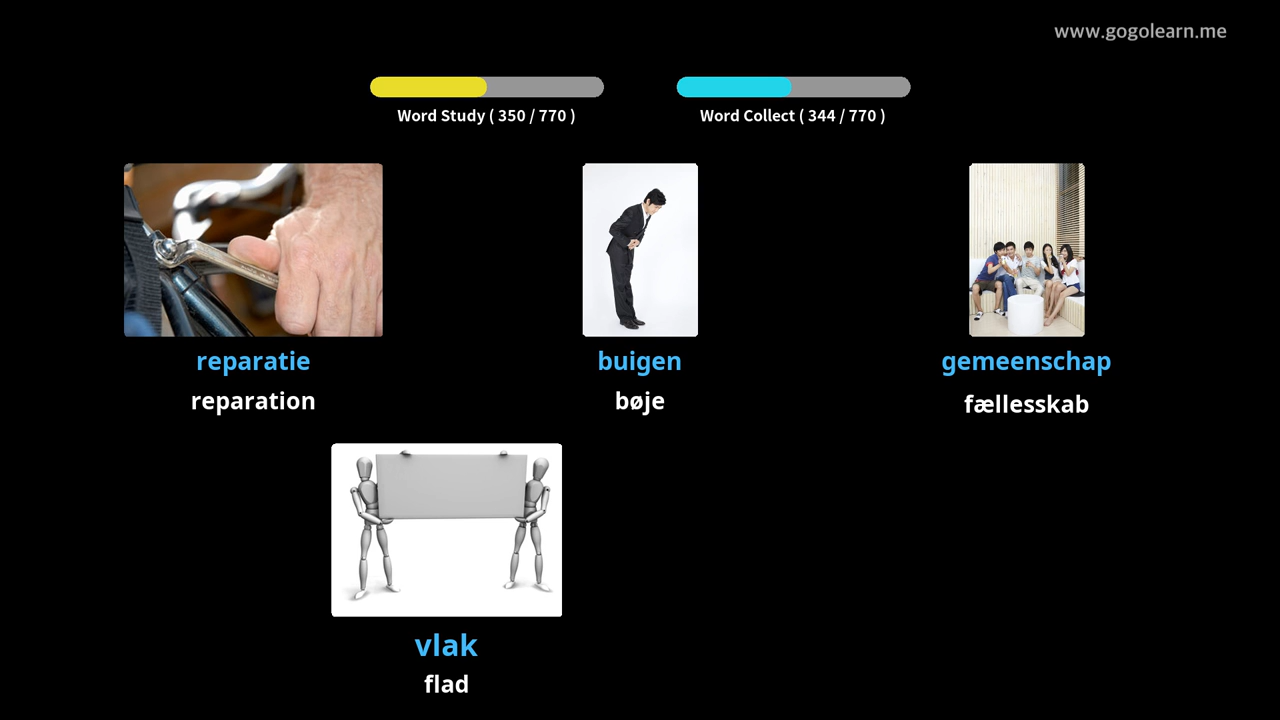 www.gogolearn.me
Word Study ( 350 / 770 )
Word Collect ( 344 / 770 )
reparatie
reparation
buigen
bøje
gemeenschap
fællesskab
vlak
flad